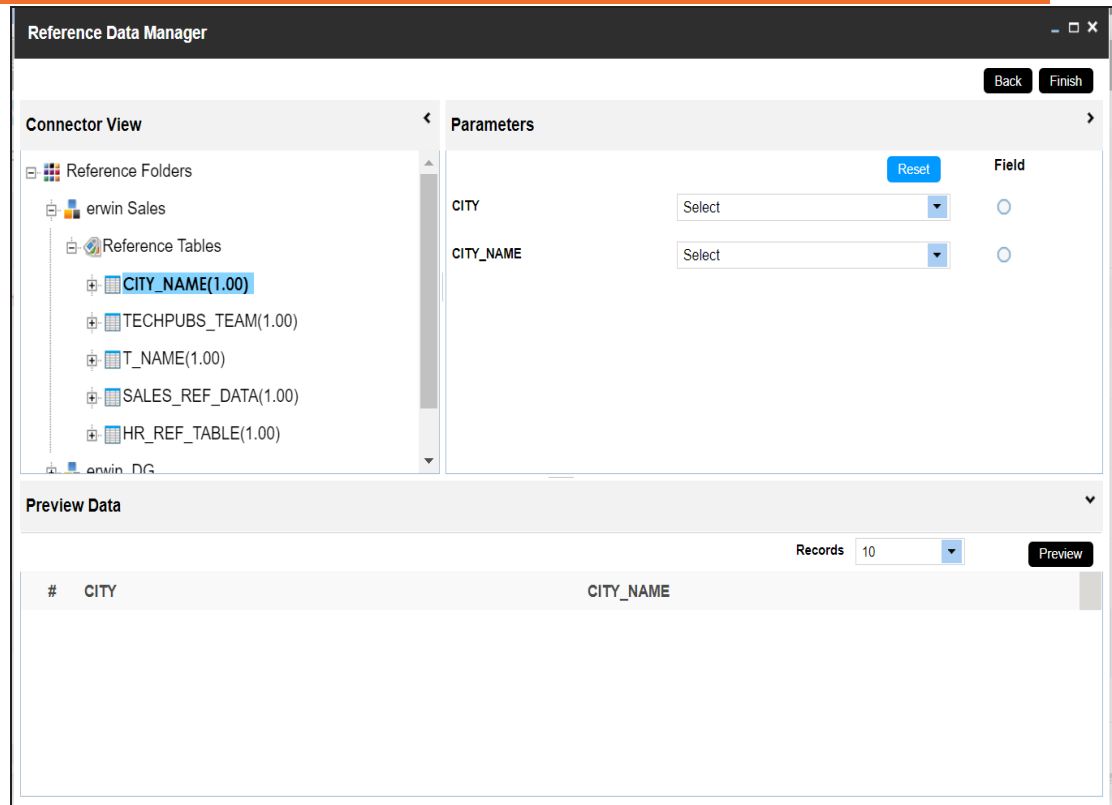 Reference Data Manager
Back Finish
Connector View
Reference Folders
erwin Sales
Reference Tables
CITY_NAME(1.00)
TECHPUBS_TEAM(1.00)
T_NAME(1.00)
SALES_REF_DATA(1.00)
HR_REF_TABLE(1.00)
erwin_DG
Parameters
Reset Field
CITY Select
CITY_NAME Select
Preview Data
Records 10 Preview
# CITY CITY_NAME